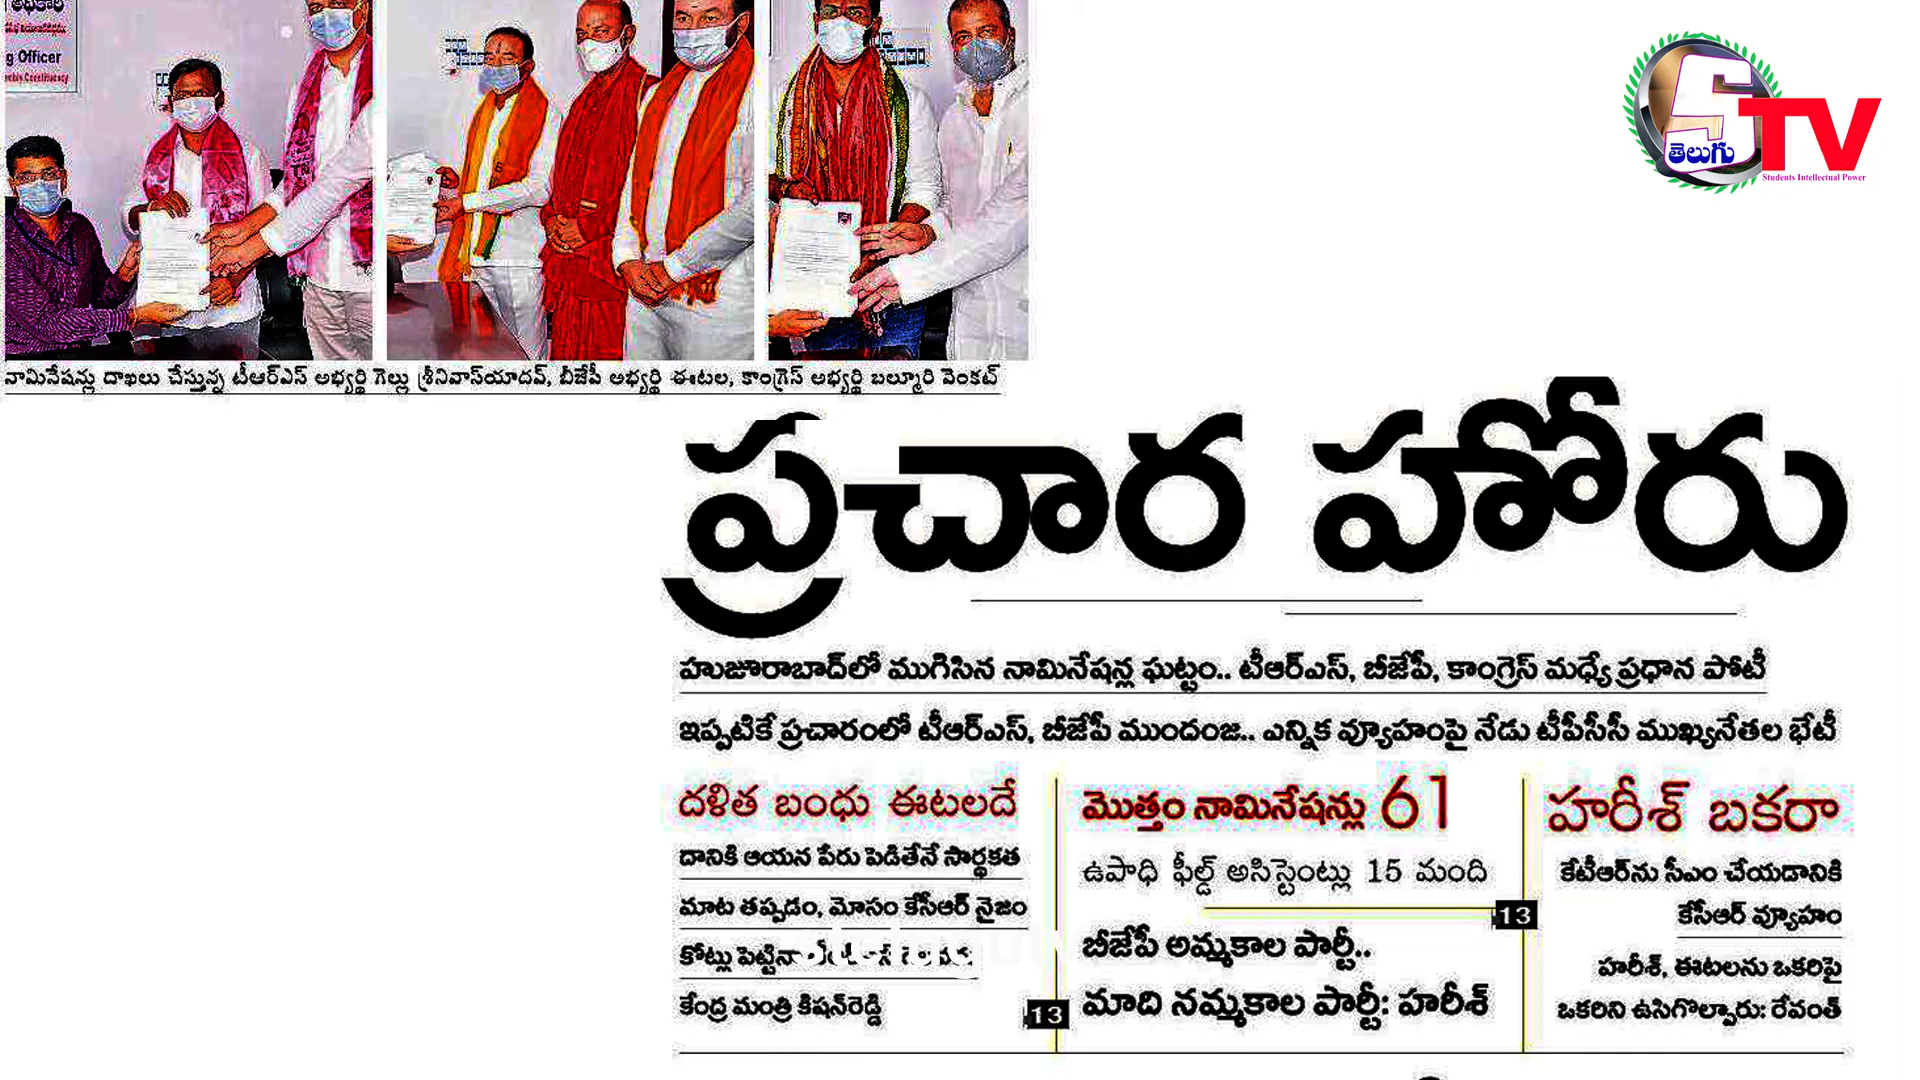 g Officer
తెలుగు
STV
Students Intellectual Power
నామినేషన్లు దాఖలు చేస్తున్న టీఆర్ఎస్ అభ్యర్థి గెల్లు శ్రీనివాస్‌యాదవ్, బీజేపీ అభ్యర్థి ఈటల, కాంగ్రెస్ అభ్యర్థి బల్మూరి వెంకట్
ప్రచార హోరు
హుజూరాబాద్‌లో ముగిసిన నామినేషన్ల ఘట్టం.. టీఆర్ఎస్, బీజేపీ, కాంగ్రెస్ మధ్యే ప్రధాన పోటీ
ఇప్పటికే ప్రచారంలో టీఆర్ఎస్, బీజేపీ ముందంజ.. ఎన్నిక వ్యూహంపై నేడు టీపీసీసీ ముఖ్యనేతల భేటీ
దళిత బంధు ఈటలదే
దానికి ఆయన పేరు పెడితేనే సార్థకత
మాట తప్పడం, మోసం కేసీఆర్ నైజం
కోట్లు పెట్టినా
కేంద్ర మంత్రి కిషన్‌రెడ్డి
13
మొత్తం నామినేషన్లు 61
ఉపాధి ఫీల్డ్ అసిస్టెంట్లు 15 మంది
13
బీజేపీ అమ్మకాల పార్టీ..
మాది నమ్మకాల పార్టీ: హరీశ్
హరీశ్ బకరా
కేటీఆర్‌ను సీఎం చేయడానికి
కేసీఆర్ వ్యూహం
హరీశ్, ఈటలను ఒకరిపై
ఒకరిని ఉసిగొల్పారు: రేవంత్